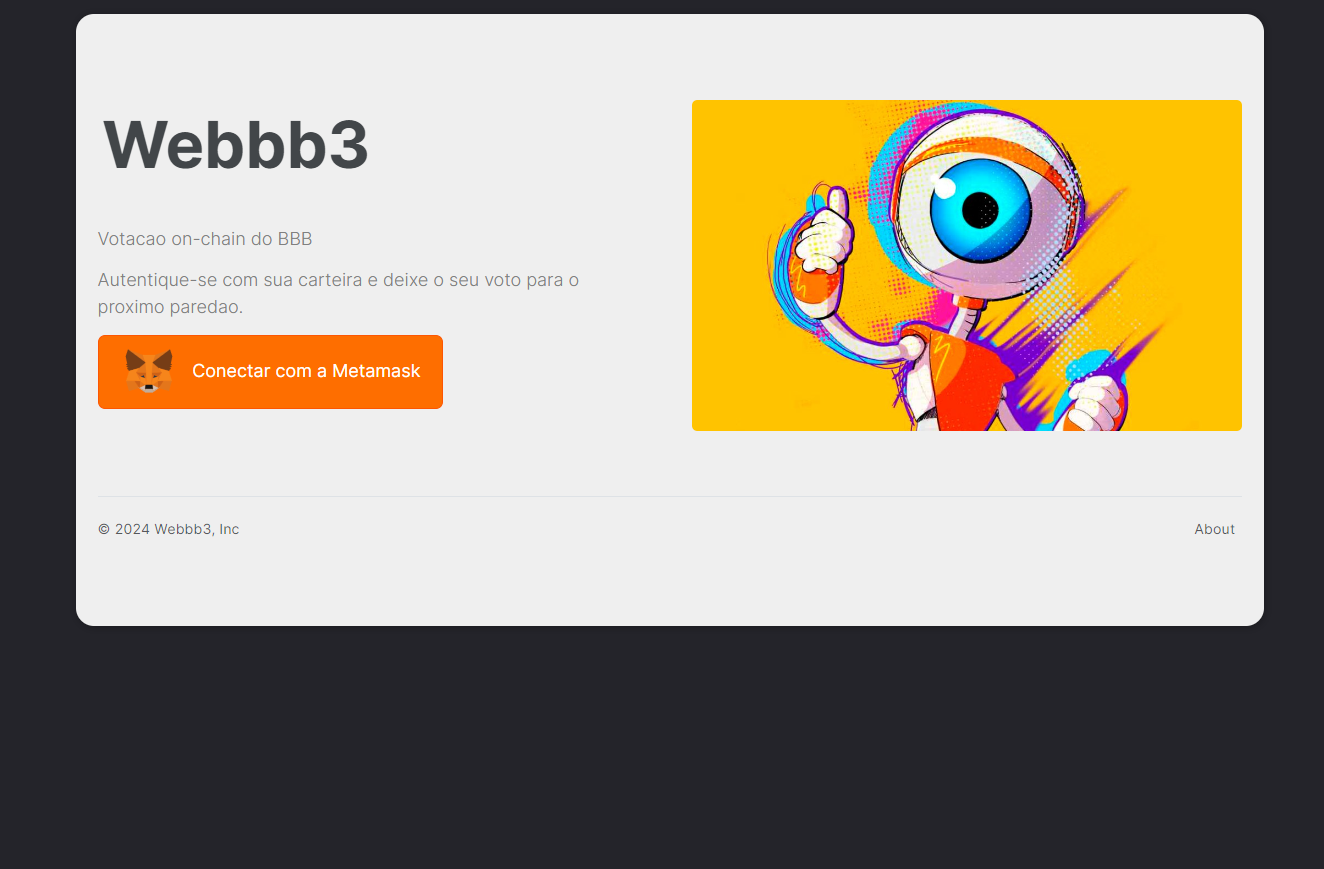 Webbb3
Votacao on-chain do BBB
Autentique-se com sua carteira e deixe o seu voto para o
proximo paredao.
Conectar com a Metamask
© 2024 Webbb3, Inc
About